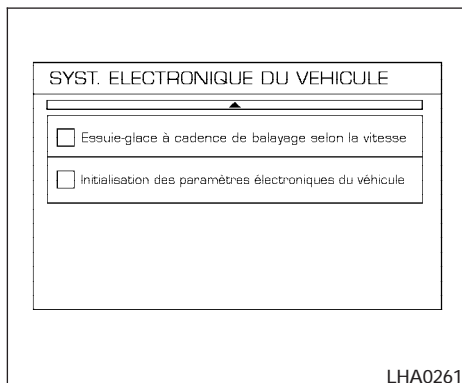 SYST. ELECTRONIQUE DU VEHICULE
Essuie-glace à cadence de balayage selon la vitesse
Initialisation des paramètres électroniques du véhicule
LHA0261